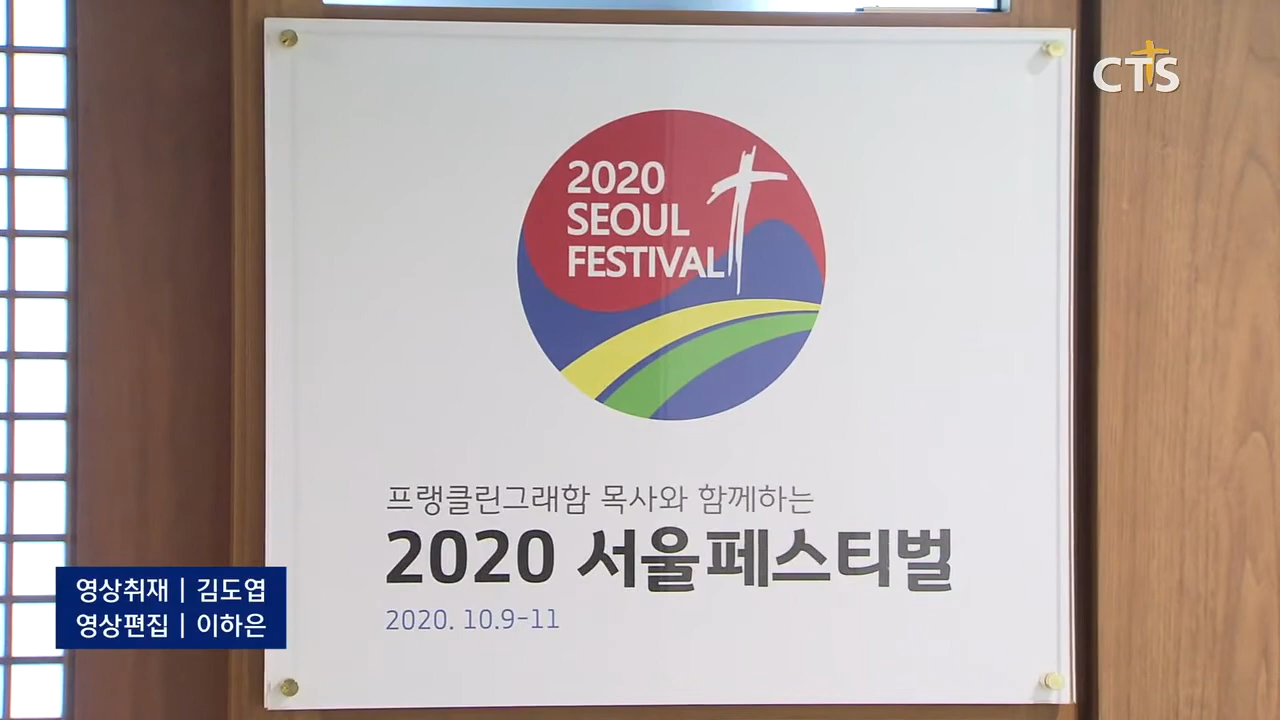 CTS
2020
SEOUL
FESTIVAL
프랭클린그래함 목사와 함께하는
2020 서울페스티벌
2020. 10.9-11
영상취재 | 김도엽
영상편집 | 이하은